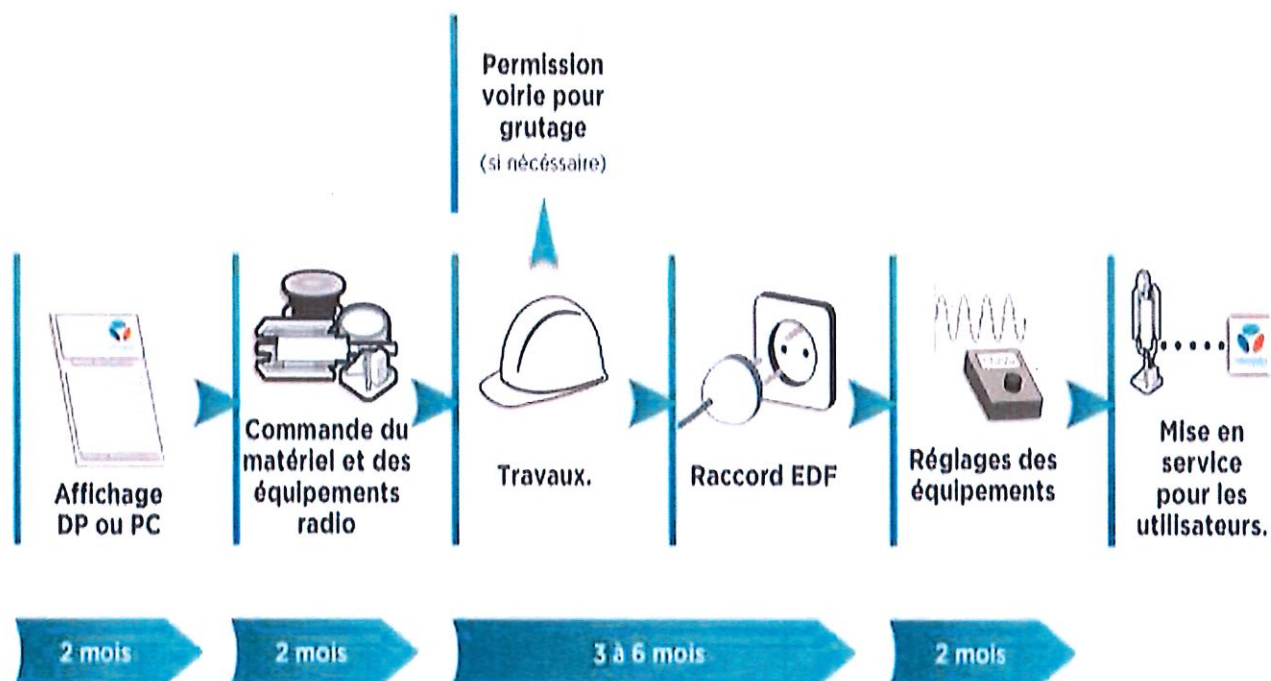 Permission
voirie pour
grutage
(si nécessaire)
Affichage
DP ou PC
Commande du
matériel et des
équipements
radio
Travaux.
Raccord EDF
Réglages des
équipements
Mise en
service
pour les
utilisateurs.
2 mois
2 mois
3 à 6 mois
2 mois